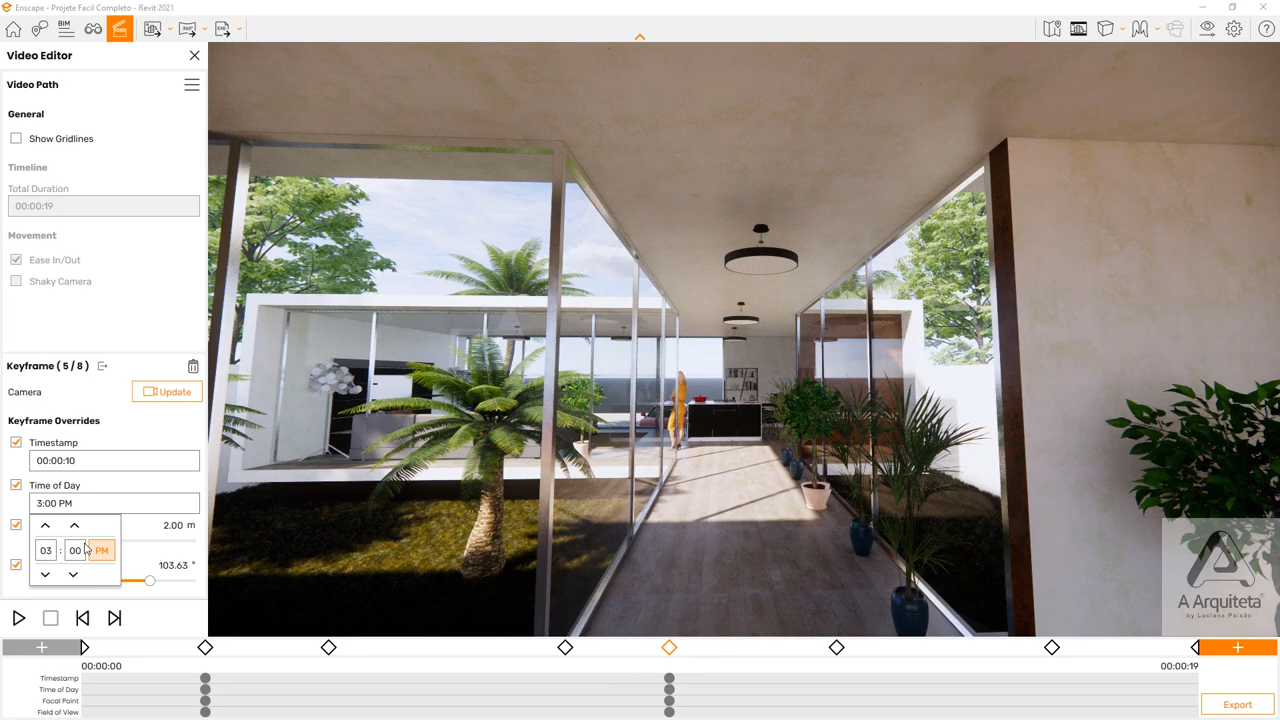 Enscape - Projete Facil Completo - Revit 2021
BIM
360°
EXE
Video Editor
Video Path
General
Show Gridlines
Timeline
Total Duration
00:00:19
Movement
Ease In/Out
Shaky Camera
Keyframe ( 5 / 8 )
Camera
Update
Keyframe Overrides
Timestamp
00:00:10
Time of Day
3:00 PM
2.00 m
03 : 00 PM
103.63 °
A Arquiteta®
by Luciana Paixão
00:00:00
00:00:19
Timestamp
Time of Day
Focal Point
Field of View
Export